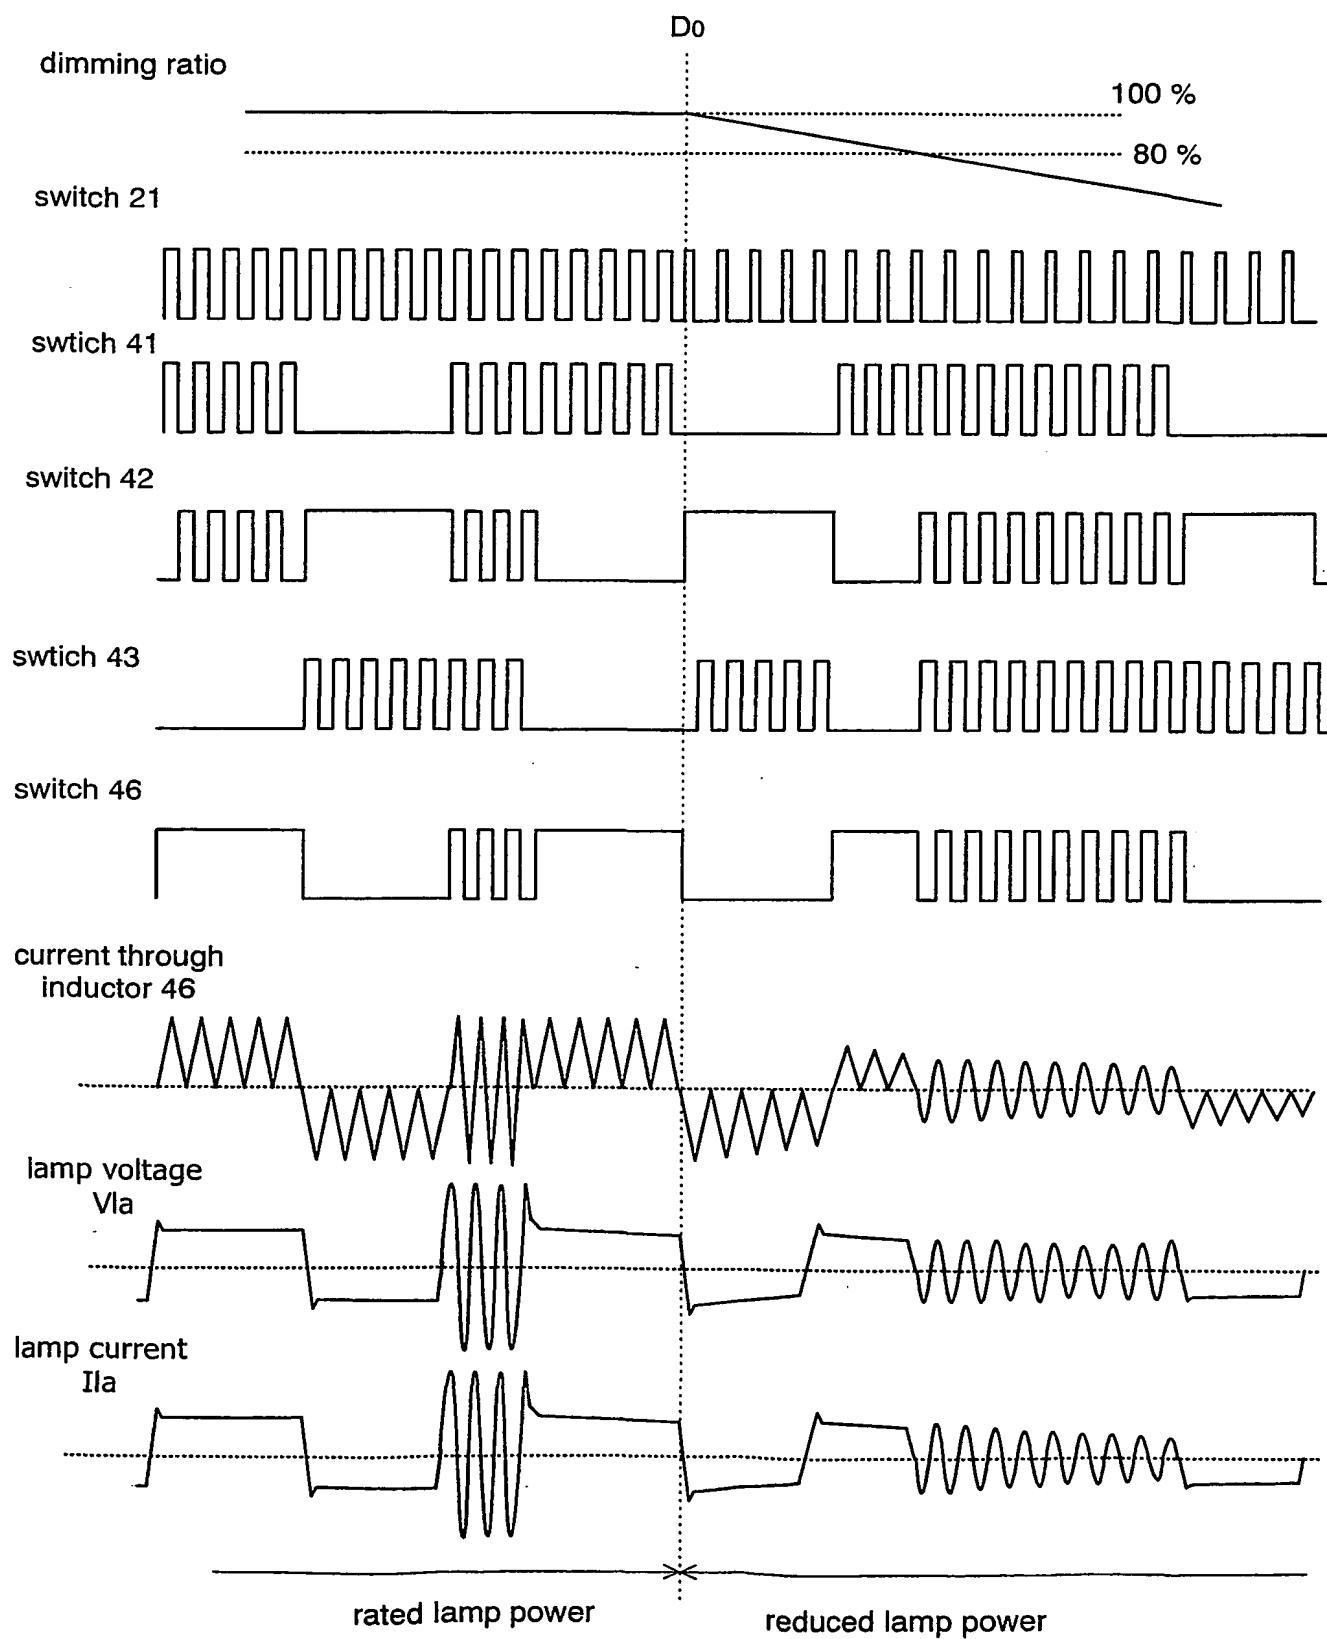 D0
dimming ratio
100 %
80 %
switch 21
swtich 41
switch 42
swtich 43
switch 46
current through
inductor 46
lamp voltage
Vla
lamp current
Ila
rated lamp power
reduced lamp power